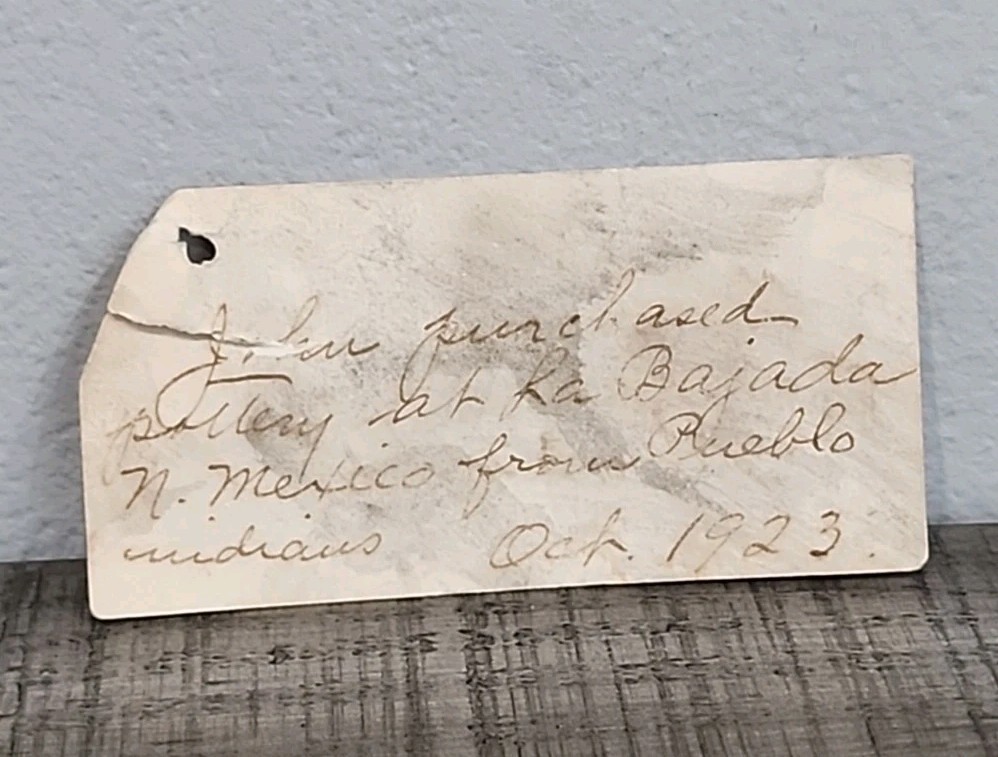 John purchased
pottery at La Bajada
N. Mexico from Pueblo
indians Oct. 1923.